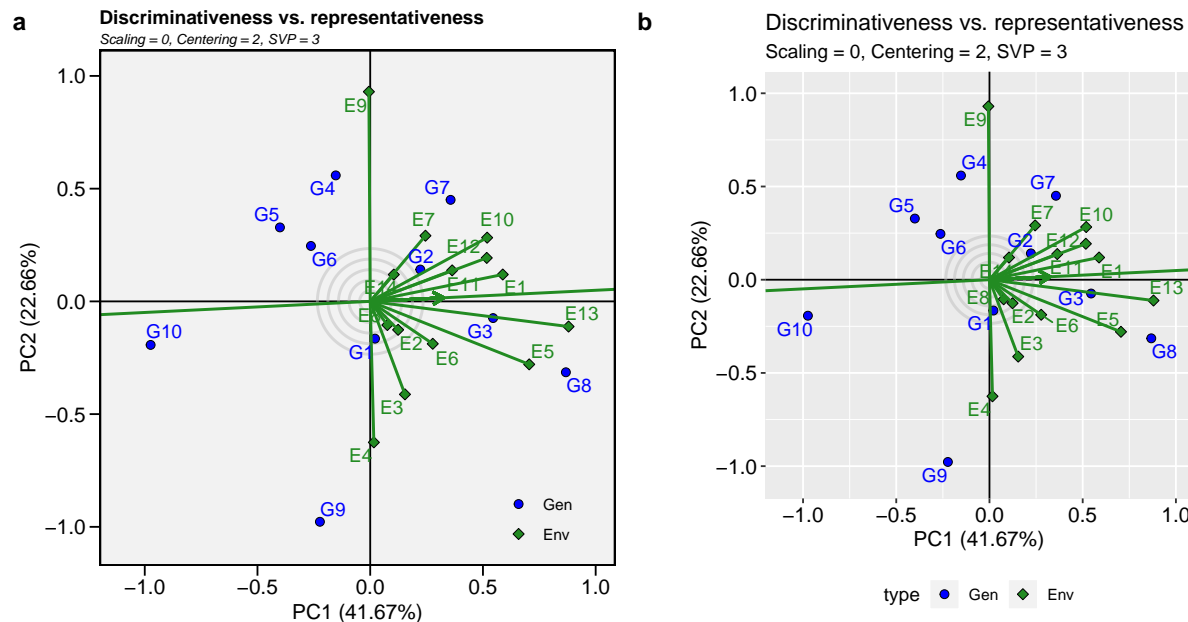 a
Discriminativeness vs. representativeness
Scaling = 0, Centering = 2, SVP = 3
PC2 (22.66%)
1.0
0.5
0.0
−0.5
−1.0
E9
G4
G7
G5
E7
E10
G6
E12
G2
E11
E1
E13
G10
G3
G1
E2
E6
E5
G8
E3
E4
G9
Gen
Env
−1.0
−0.5
0.0
0.5
1.0
PC1 (41.67%)
b
Discriminativeness vs. representativeness
Scaling = 0, Centering = 2, SVP = 3
PC2 (22.66%)
1.0
0.5
0.0
−0.5
−1.0
E9
G4
G7
G5
E7
E10
G6
G2
E12
E11
E1
E8
E13
G3
G10
G1
E2
E6
E5
G8
E3
E4
G9
−1.0
−0.5
0.0
0.5
1.0
PC1 (41.67%)
type
Gen
Env